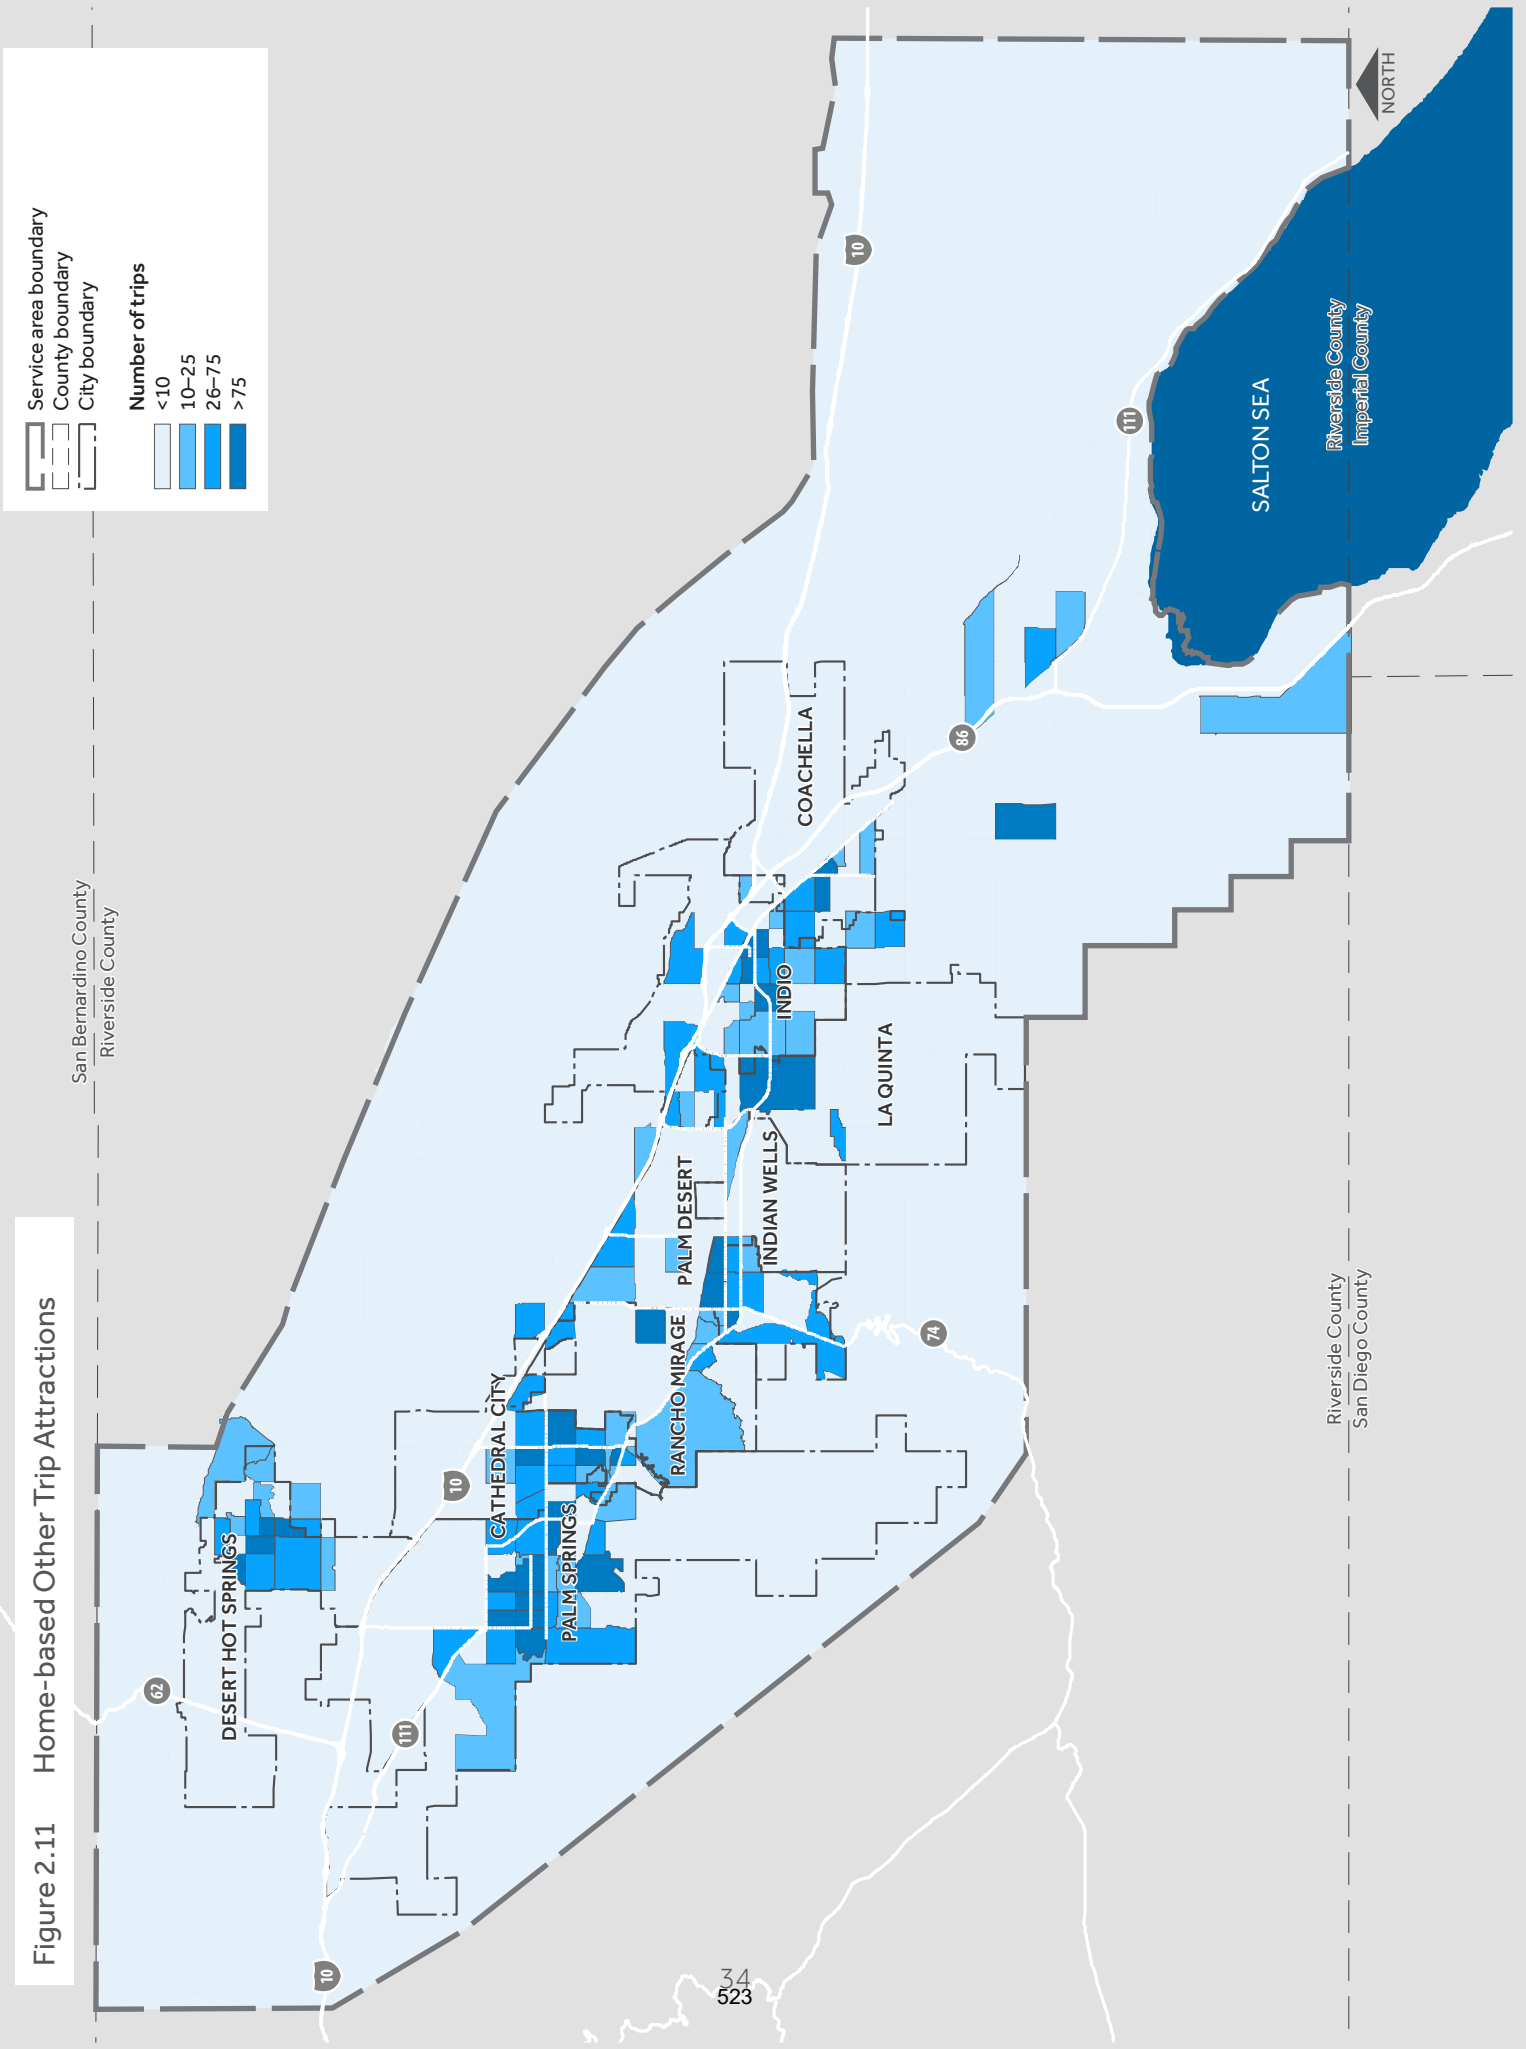 Figure 2.11 Home-based Other Trip Attractions
Service area boundary
County boundary
City boundary
Number of trips
<10
10–25
26–75
>75
San Bernardino County
Riverside County
62
10
111
10
DESERT HOT SPRINGS
CATHEDRAL CITY
PALM SPRINGS
RANCHO MIRAGE
PALM DESERT
INDIAN WELLS
LA QUINTA
INDIO
COACHELLA
74
86
10
111
SALTON SEA
Riverside County
Imperial County
Riverside County
San Diego County
NORTH
34
523